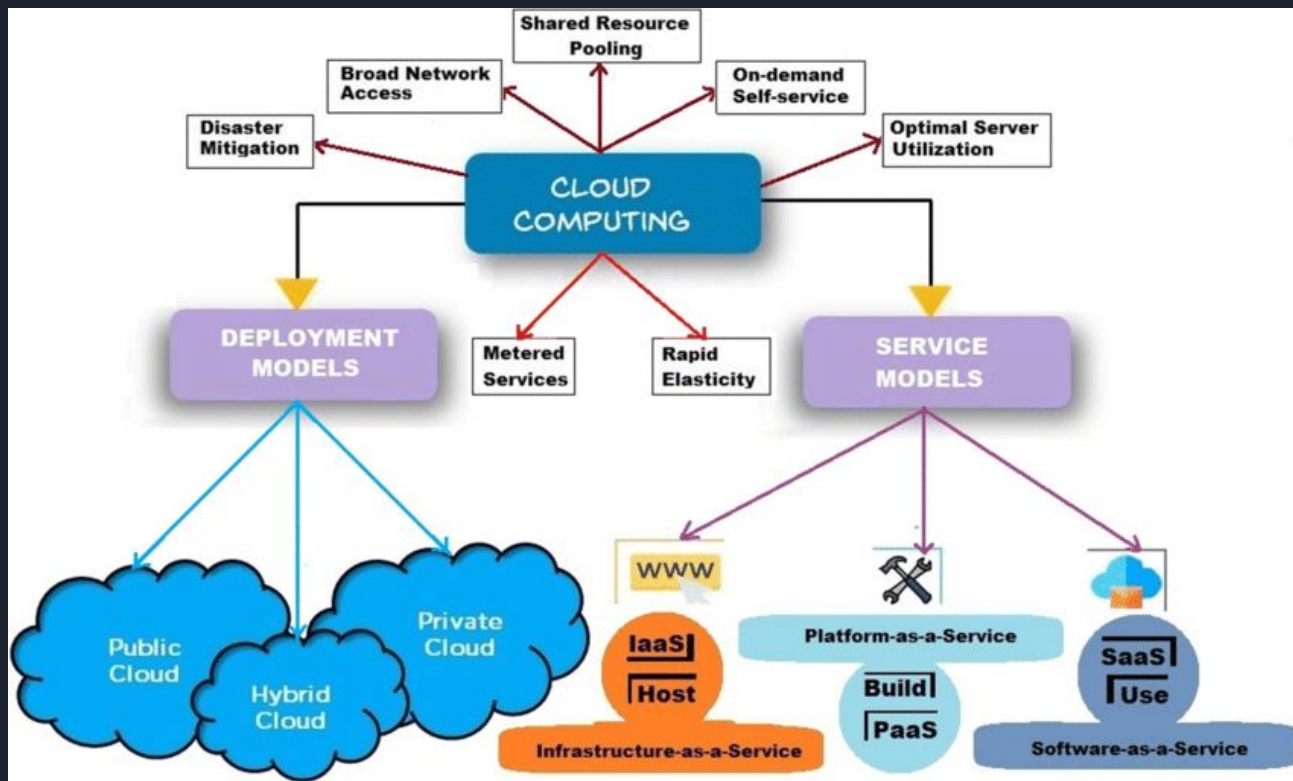 Shared Resource
Pooling
Broad Network
Access
On-demand
Self-service
Disaster
Mitigation
Optimal Server
Utilization
CLOUD
COMPUTING
DEPLOYMENT
MODELS
Metered
Services
Rapid
Elasticity
SERVICE
MODELS
Public
Cloud
Hybrid
Cloud
Private
Cloud
WWW
IaaS
Host
Infrastructure-as-a-Service
Platform-as-a-Service
Build
PaaS
SaaS
Use
Software-as-a-Service